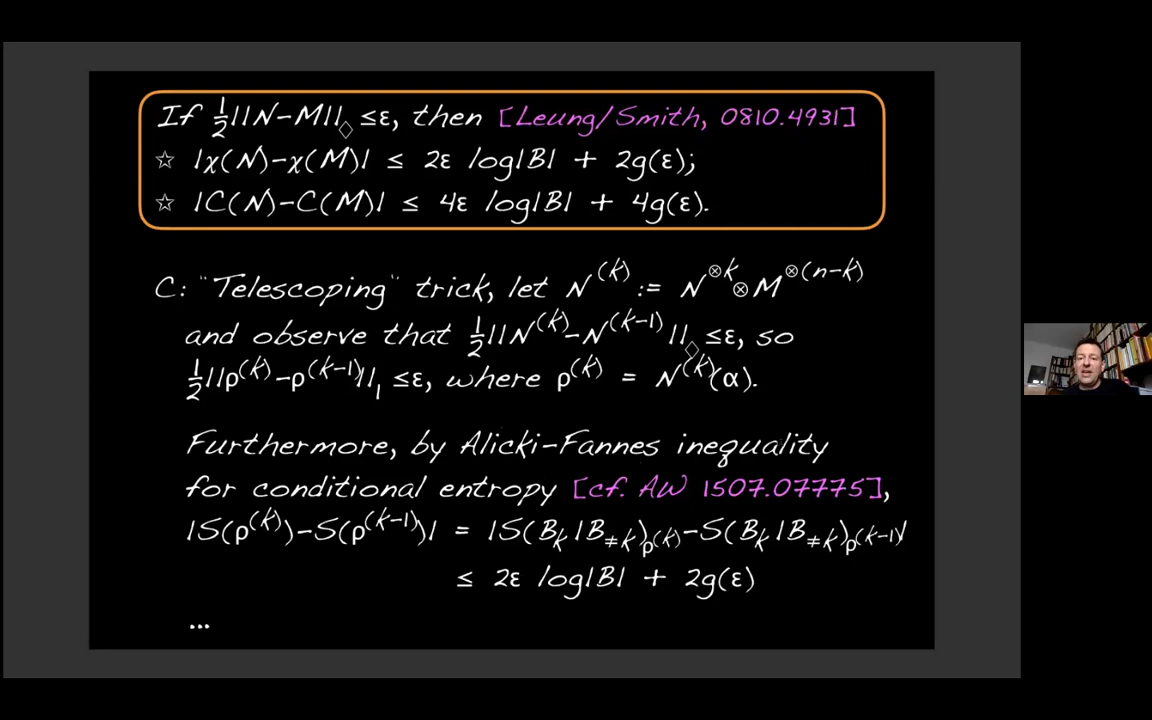 If ½||N-M||◇ ≤ε, then [Leung/Smith, 0810.4931]
☆ |χ(N)-χ(M)| ≤ 2ε log|B| + 2g(ε);
☆ |C(N)-C(M)| ≤ 4ε log|B| + 4g(ε).
C: "Telescoping" trick, let N^(k) := N^⊗k ⊗ M^⊗(n-k)
and observe that ½||N^(k)-N^(k-1)||◇ ≤ε, so
½||ρ^(k)-ρ^(k-1)||₁ ≤ε, where ρ^(k) = N^(k)(α).
Furthermore, by Alicki-Fannes inequality
for conditional entropy [cf. AW 1507.07775],
|S(ρ^(k))-S(ρ^(k-1))| = |S(B_k|B_≠k)_ρ^(k)-S(B_k|B_≠k)_ρ^(k-1)|
≤ 2ε log|B| + 2g(ε)
...